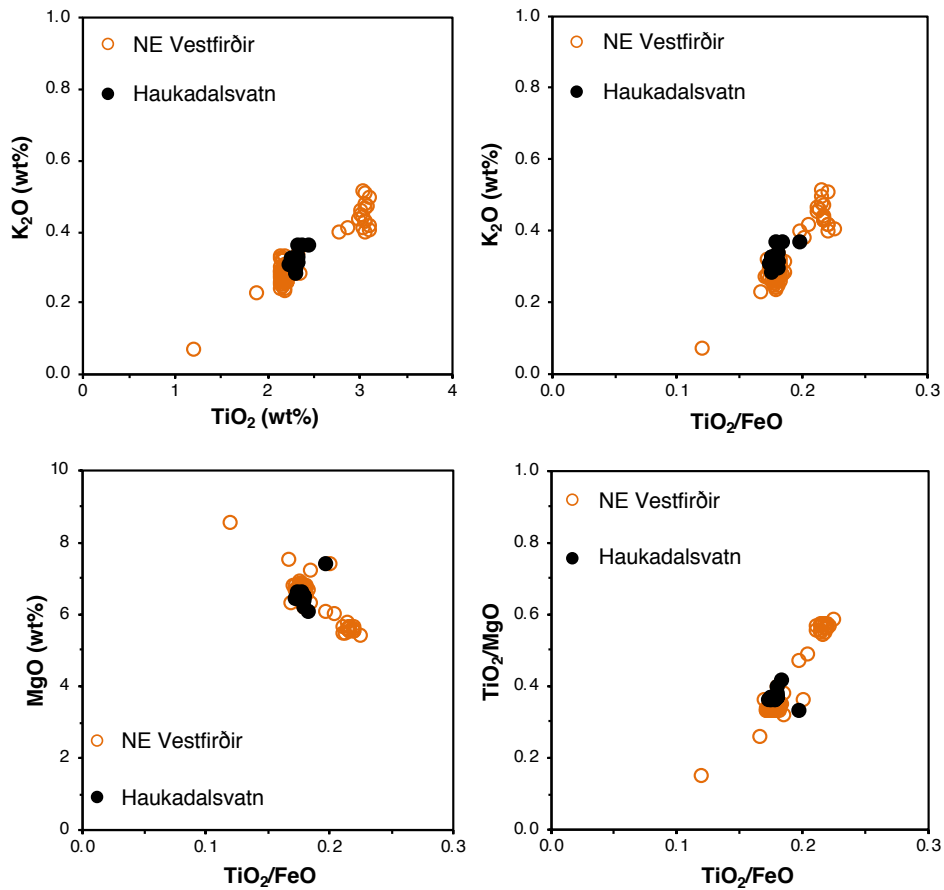 1.0
0.8
0.6
0.4
0.2
0.0
K₂O (wt%)
NE Vestfirðir
Haukadalsvatn
0 1 2 3 4
TiO₂ (wt%)
1.0
0.8
0.6
0.4
0.2
0.0
K₂O (wt%)
NE Vestfirðir
Haukadalsvatn
0 0.1 0.2 0.3
TiO₂/FeO
10
8
6
4
2
0
MgO (wt%)
NE Vestfirðir
Haukadalsvatn
0 0.1 0.2 0.3
TiO₂/FeO
1.0
0.8
0.6
0.4
0.2
0.0
TiO₂/MgO
NE Vestfirðir
Haukadalsvatn
0 0.1 0.2 0.3
TiO₂/FeO